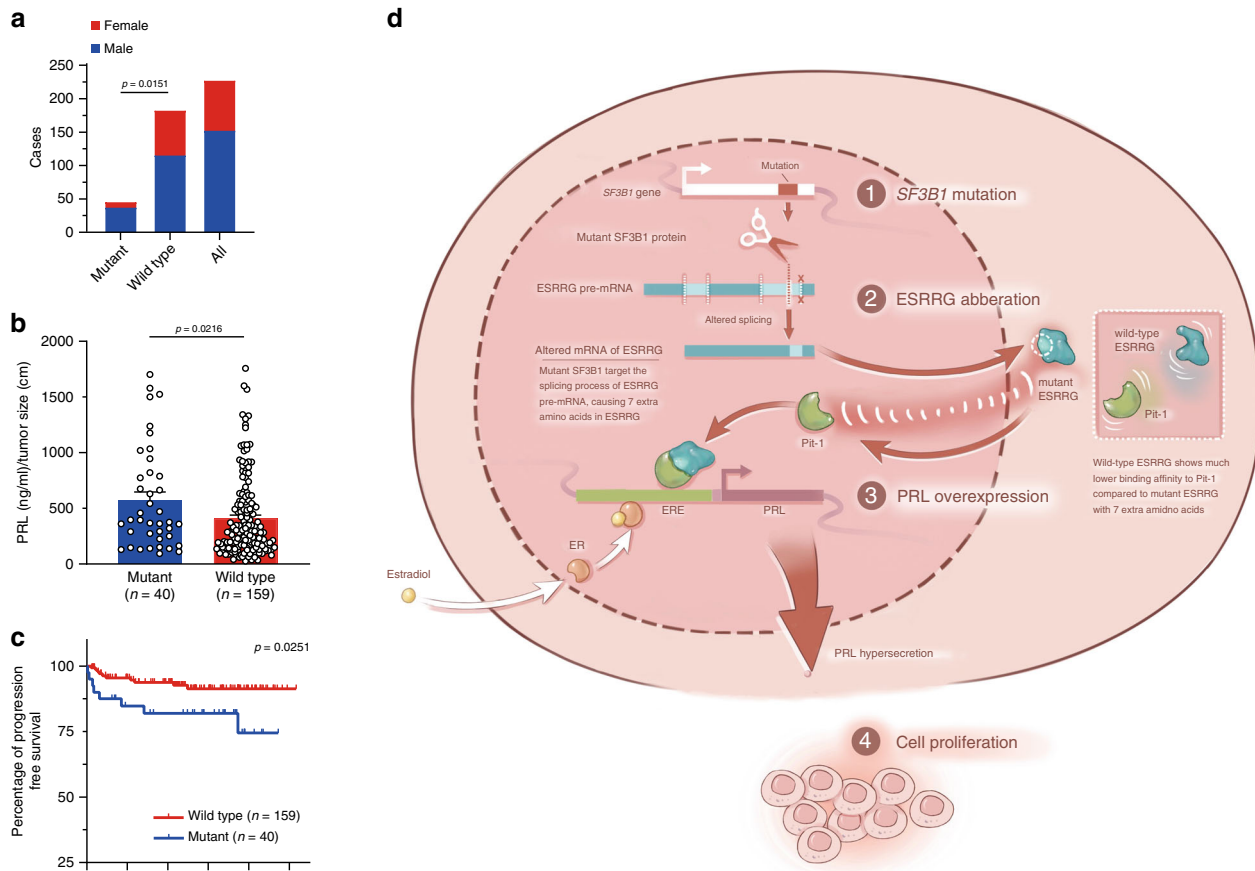 a
Female
Male
p = 0.0151
250
200
150
100
50
0
Cases
Mutant
Wild type
All
b
p = 0.0216
2000
1500
1000
500
0
PRL (ng/ml)/tumor size (cm)
Mutant
(n = 40)
Wild type
(n = 159)
c
p = 0.0251
100
75
50
25
Percentage of progression
free survival
Wild type (n = 159)
Mutant (n = 40)
d
Mutation
SF3B1 gene
1 SF3B1 mutation
Mutant SF3B1 protein
ESRRG pre-mRNA
x
x
2 ESRRG abberation
Altered splicing
Altered mRNA of ESRRG
Mutant SF3B1 target the
splicing process of ESRRG
pre-mRNA, causing 7 extra
amino acids in ESRRG
mutant
ESRRG
wild-type
ESRRG
Pit-1
Pit-1
Wild-type ESRRG shows much
lower binding affinity to Pit-1
compared to mutant ESRRG
with 7 extra amidno acids
3 PRL overexpression
ERE
PRL
ER
Estradiol
PRL hypersecretion
4 Cell proliferation